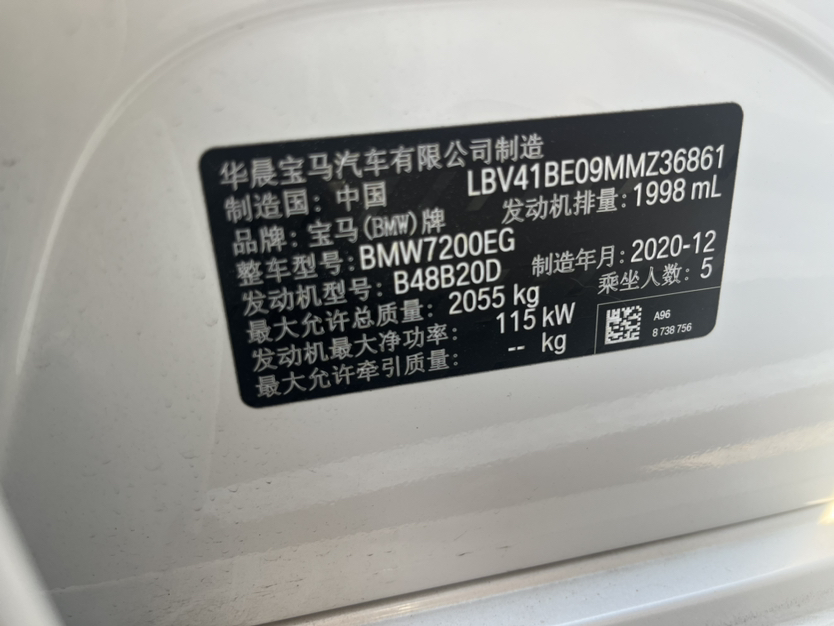 华晨宝马汽车有限公司制造
制造国：中国 LBV41BE09MMZ36861
品牌：宝马(BMW)牌 发动机排量：1998 mL
整车型号：BMW7200EG
发动机型号：B48B20D 制造年月：2020-12
最大允许总质量：2055 kg 乘坐人数：5
发动机最大净功率：115 kW
最大允许牵引质量：-- kg
A96
8 738 756